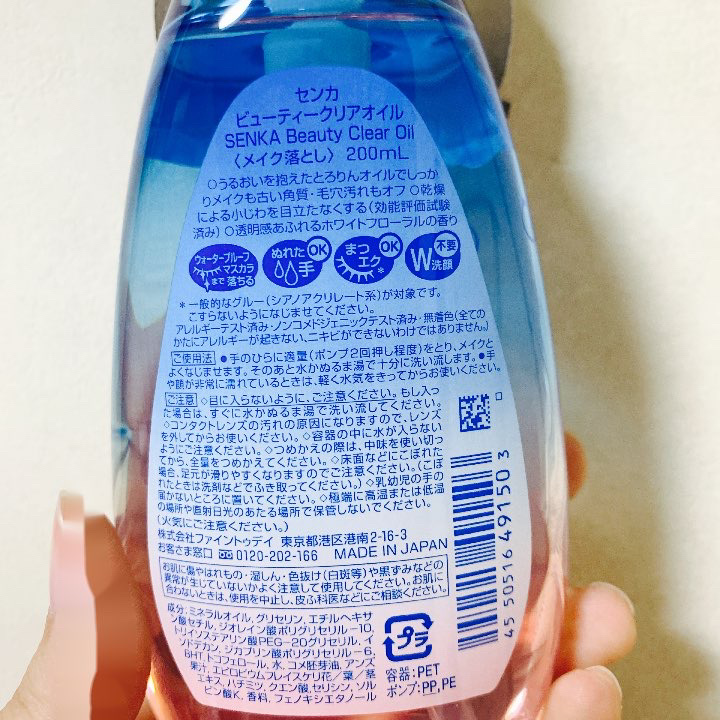 センカ
ビューティークリアオイル
SENKA Beauty Clear Oil
〈メイク落とし〉 200mL
○うるおいを抱えたとろりんオイルでしっか
りメイクも古い角質・毛穴汚れもオフ ○乾燥
による小じわを目立たなくする(効能評価試験
済み) ○透明感あふれるホワイトフローラルの香り
ウォータープルーフ
マスカラ
まで 落ちる
ぬれた
手
OK
まつ
エク*
OK
W洗顔
不要
*一般的なグルー(シアノアクリレート系)が対象です。
こすらないようになじませてください。
アレルギーテスト済み・ノンコメドジェニックテスト済み・無着色(全ての
かたにアレルギーが起きない、ニキビができないわけではありません。)
ご使用法 ●手のひらに適量(ポンプ2回押し程度)をとり、メイクと
よくなじませます。そのあと水かぬるま湯で十分に洗い流します。●手
や顔が非常に濡れているときは、軽く水気をきってからお使いください。
ご注意 ◇目に入らないように、ご注意ください。もし入っ
た場合は、すぐに水かぬるま湯で洗い流してください。
◇コンタクトレンズの汚れの原因になりますので、レンズ
を外してからお使いください。◇容器の中に水が入らない
ようにご注意ください。◇つめかえの際は、中味を使い切っ
てから、全量をつめかえてください。◇床面などにこぼれた
場合、足元が滑りやすくなりますのでご注意ください。(こぼ
れたときは洗剤などでふき取ってください。)◇乳幼児の手の
届かないところに置いてください。◇極端に高温または低温
の場所や直射日光のあたる場所で保管しないでください。
(火気にご注意ください。)
株式会社ファイントゥデイ 東京都港区港南2-16-3
お客さま窓口 0120-202-166 MADE IN JAPAN
お肌に傷やはれもの・湿しん・色抜け(白斑等)や黒ずみなどの
異常が生じていないかよく注意して使用してください。お肌に
合わないときは、使用を中止し、皮ふ科医などにご相談ください。
成分:ミネラルオイル、グリセリン、エチルヘキサ
ン酸セチル、ジオレイン酸ポリグリセリル-10、
トリイソステアリン酸PEG-20グリセリル、イ
ソドデカン、ジカプリン酸ポリグリセリル-6、
BHT、トコフェロール、水、コメ胚芽油、アンズ
果汁、エピロビウムフレイスケリ花/葉/茎
エキス、ハチミツ、クエン酸、セリシン、ソル
ビン酸K、香料、フェノキシエタノール
プラ
容器:PET
ポンプ:PP,PE
4 550516 491503